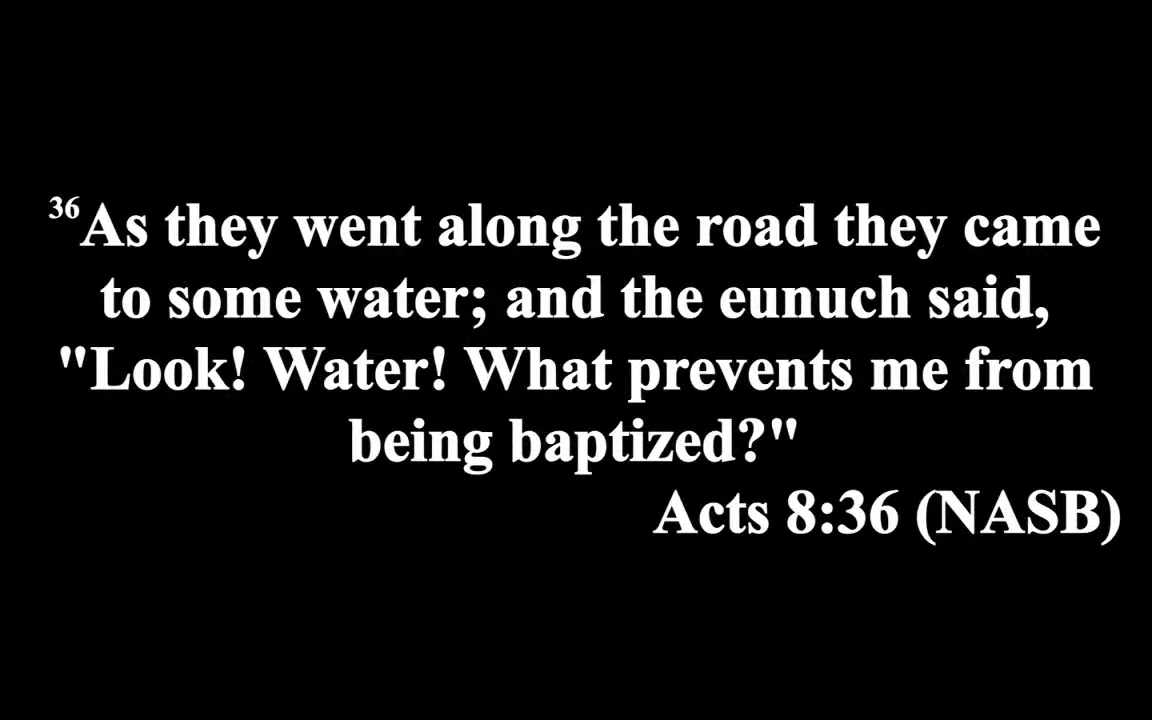 36As they went along the road they came
to some water; and the eunuch said,
"Look! Water! What prevents me from
being baptized?"
Acts 8:36 (NASB)